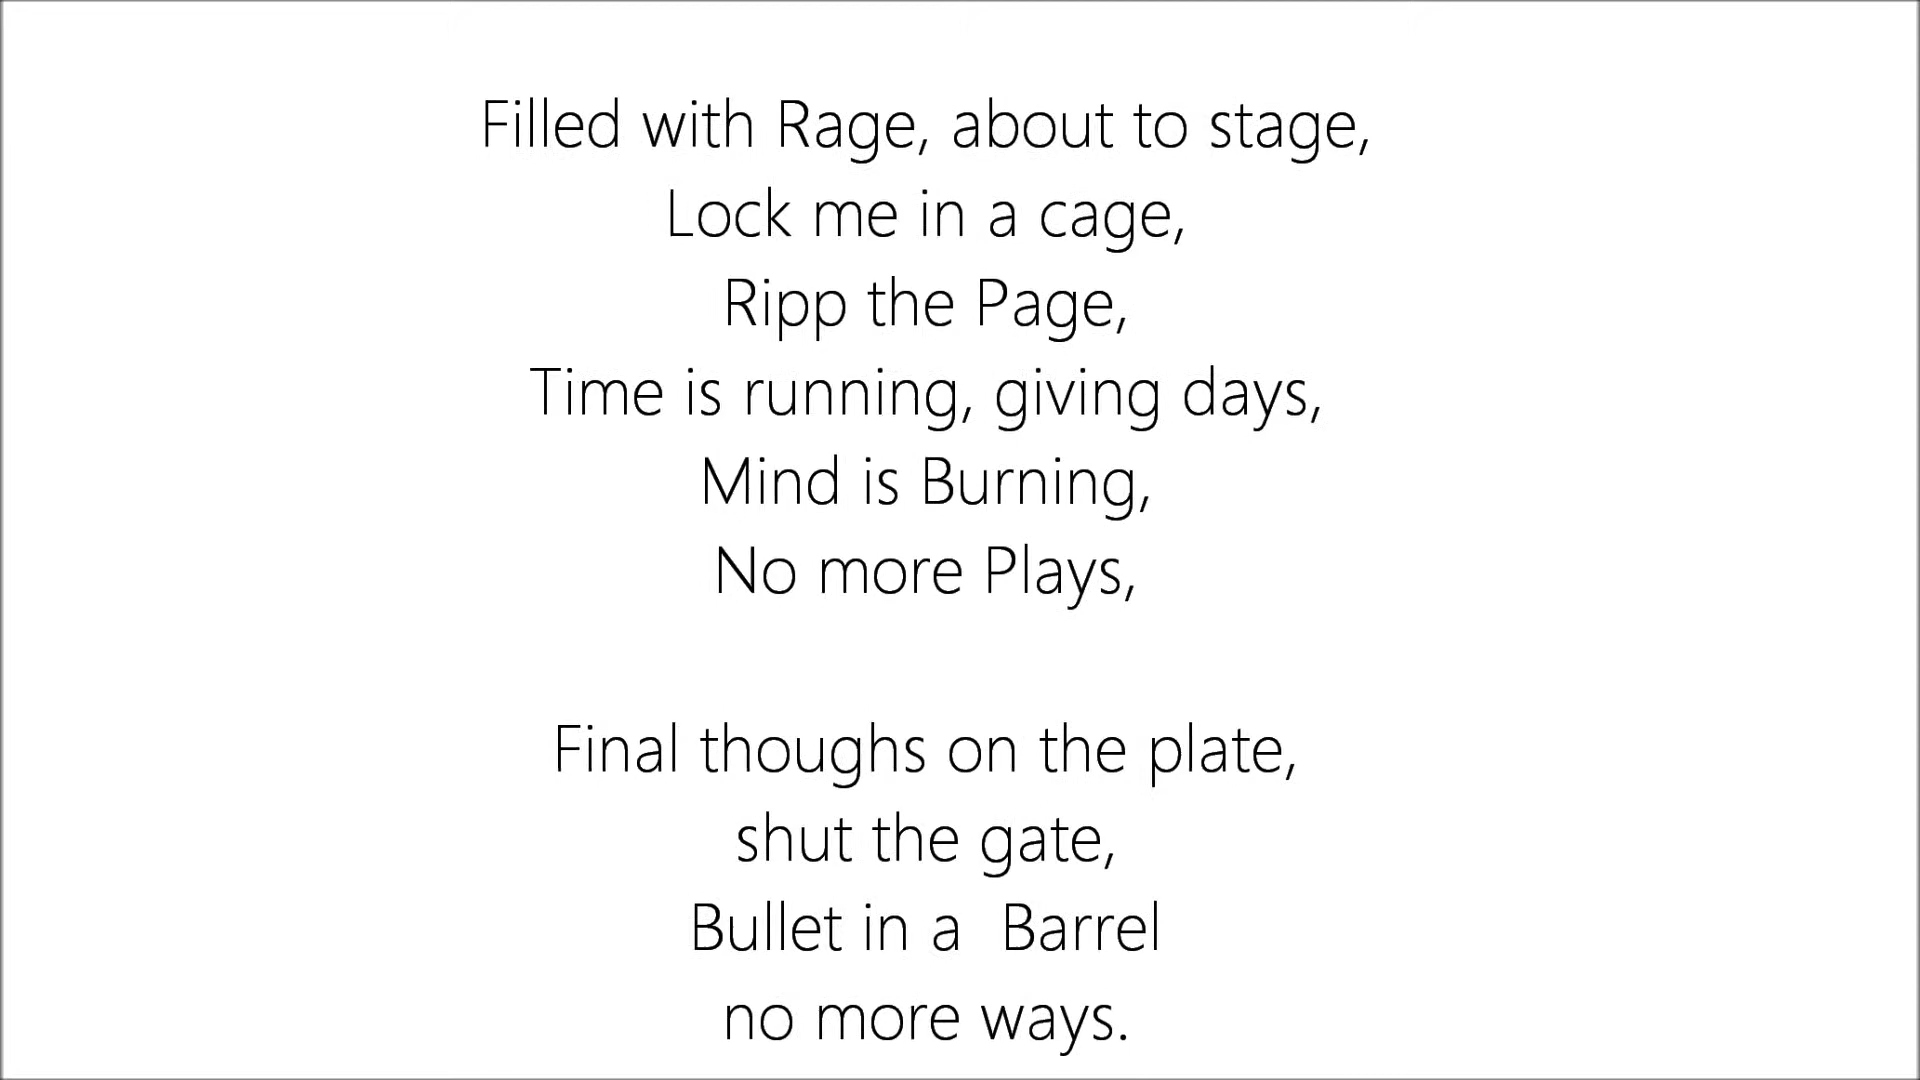 Filled with Rage, about to stage,
Lock me in a cage,
Ripp the Page,
Time is running, giving days,
Mind is Burning,
No more Plays,
Final thoughs on the plate,
shut the gate,
Bullet in a  Barrel
no more ways.